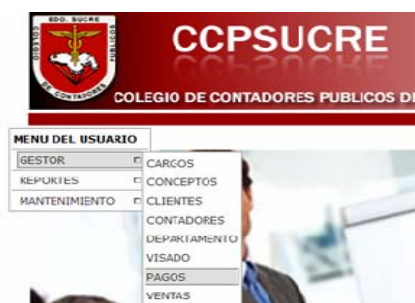 EDO. SUCRE
COLEGIO
PUBLICOS
DE CONTADORES
CCPSUCRE
COLEGIO DE CONTADORES PUBLICOS DE
MENU DEL USUARIO
GESTOR
REPORTES
MANTENIMIENTO
CARGOS
CONCEPTOS
CLIENTES
CONTADORES
DEPARTAMENTO
VISADO
PAGOS
VENTAS